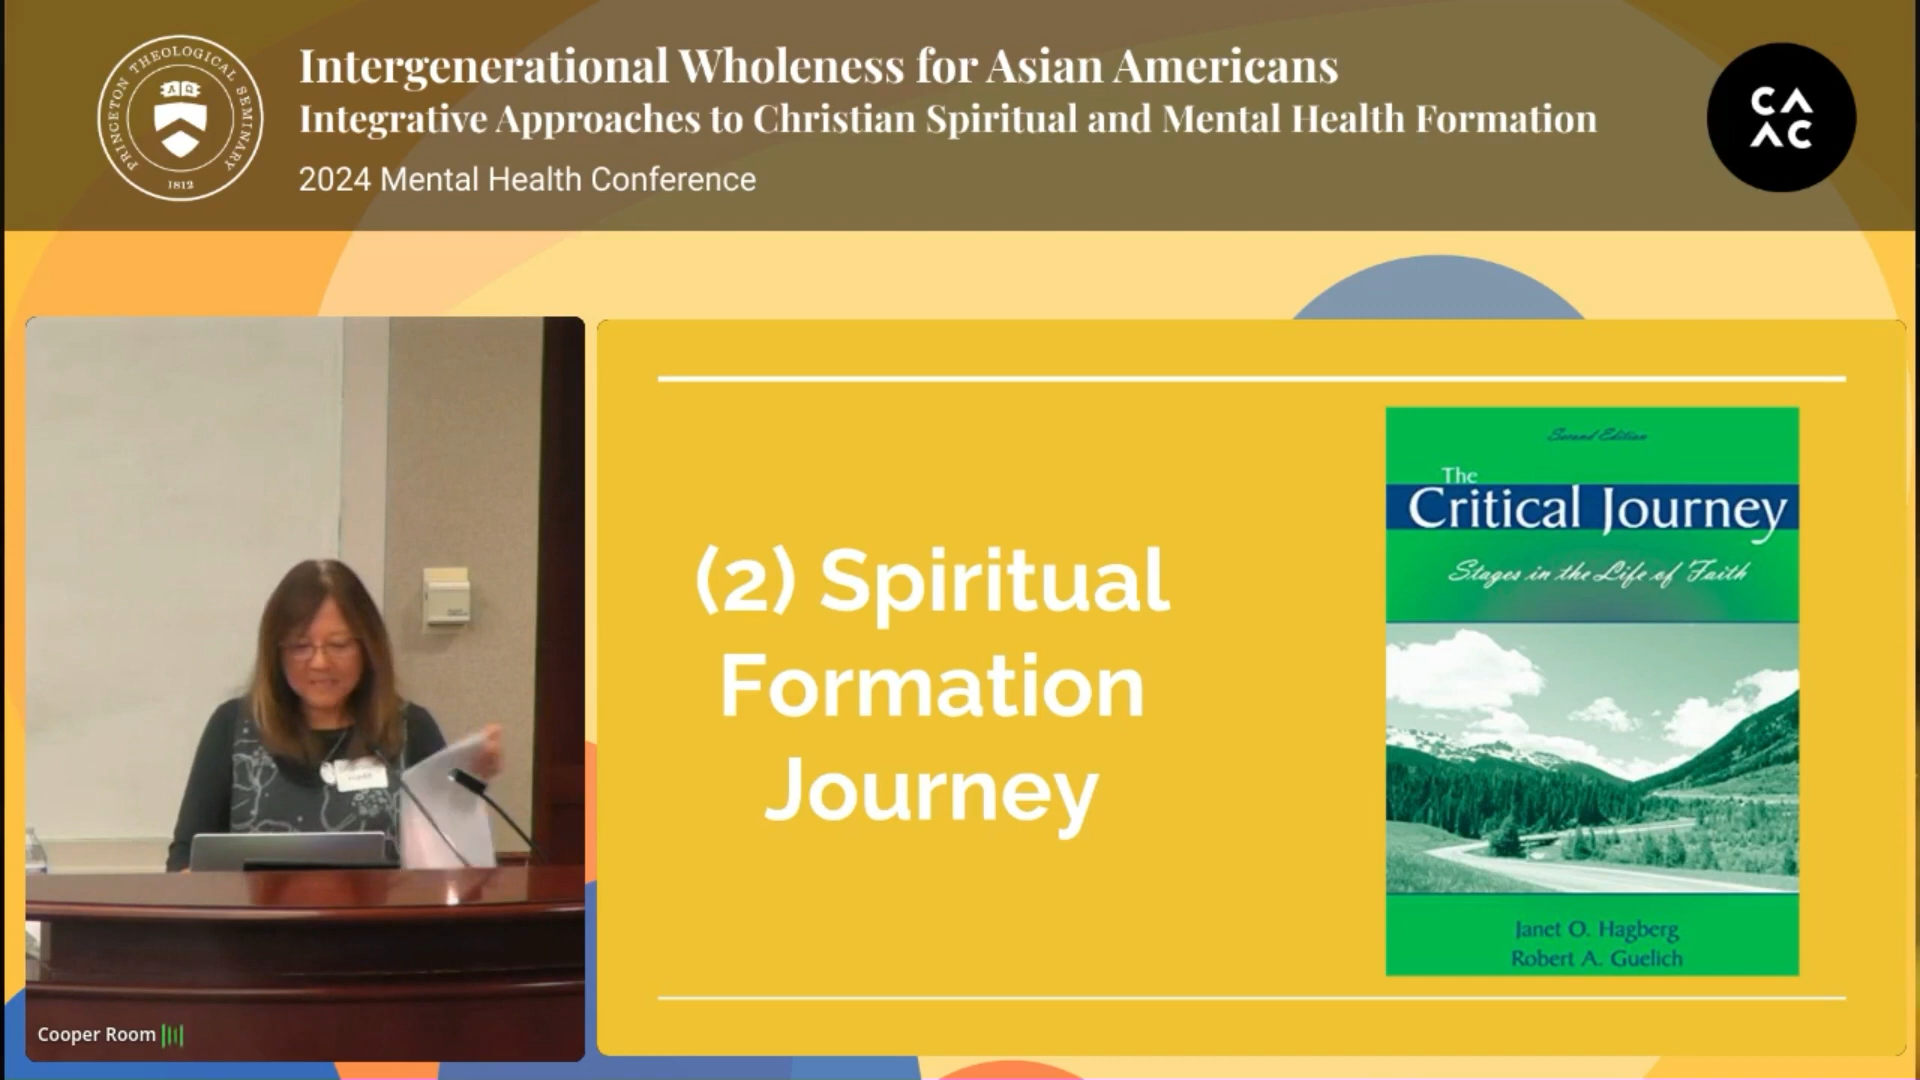 PRINCETON THEOLOGICAL SEMINARY
1812
Intergenerational Wholeness for Asian Americans
Integrative Approaches to Christian Spiritual and Mental Health Formation
2024 Mental Health Conference
CA
AC
(2) Spiritual
Formation
Journey
Second Edition
The
Critical Journey
Stages in the Life of Faith
Janet O. Hagberg
Robert A. Guelich
Cooper Room